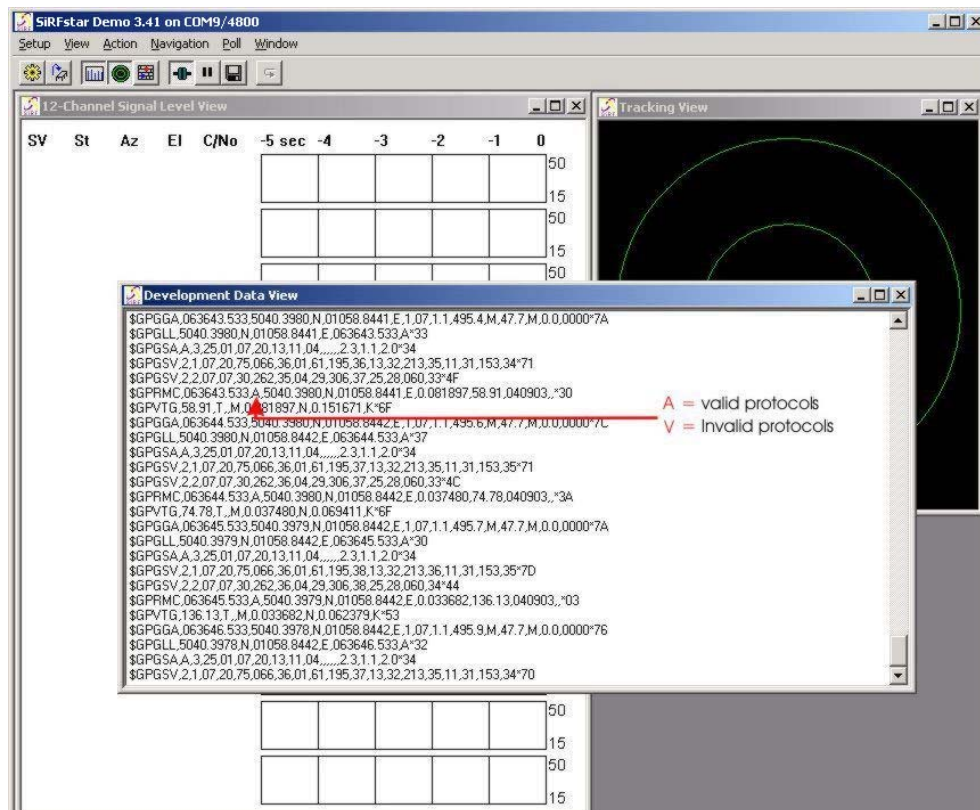 SiRFstar Demo 3.41 on COM9/4800
Setup View Action Navigation Poll Window
12-Channel Signal Level View
Tracking View
SV St Az El C/No -5 sec -4 -3 -2 -1 0
50
15
50
15
50
Development Data View
$GPGGA,063643.533,5040.3980,N,01058.8441,E,1,07,1.1,495.4,M,47.7,M,0.0,0000*7A
$GPGLL,5040.3980,N,01058.8441,E,063643.533,A*33
$GPGSA,A,3,25,01,07,20,13,11,04,,,,,,2.3,1.1,2.0*34
$GPGSV,2,1,07,20,75,066,36,01,61,195,36,13,32,213,35,11,31,153,34*71
$GPGSV,2,2,07,07,30,262,35,04,29,306,37,25,28,060,33*4F
$GPRMC,063643.533,A,5040.3980,N,01058.8441,E,0.081897,58.91,040903,,*30
$GPVTG,58.91,T,,M,0.081897,N,0.151671,K*6F
$GPGGA,063644.533,5040.3980,N,01058.8442,E,1,07,1.1,495.6,M,47.7,M,0.0,0000*7C
$GPGLL,5040.3980,N,01058.8442,E,063644.533,A*37
$GPGSA,A,3,25,01,07,20,13,11,04,,,,,,2.3,1.1,2.0*34
$GPGSV,2,1,07,20,75,066,36,01,61,195,37,13,32,213,35,11,31,153,35*71
$GPGSV,2,2,07,07,30,262,36,04,29,306,37,25,28,060,33*4C
$GPRMC,063644.533,A,5040.3980,N,01058.8442,E,0.037480,74.78,040903,,*3A
$GPVTG,74.78,T,,M,0.037480,N,0.069411,K*6F
$GPGGA,063645.533,5040.3979,N,01058.8442,E,1,07,1.1,495.7,M,47.7,M,0.0,0000*7A
$GPGLL,5040.3979,N,01058.8442,E,063645.533,A*30
$GPGSA,A,3,25,01,07,20,13,11,04,,,,,,2.3,1.1,2.0*34
$GPGSV,2,1,07,20,75,066,36,01,61,195,38,13,32,213,36,11,31,153,35*7D
$GPGSV,2,2,07,07,30,262,36,04,29,306,38,25,28,060,34*44
$GPRMC,063645.533,A,5040.3979,N,01058.8442,E,0.033682,136.13,040903,,*03
$GPVTG,136.13,T,,M,0.033682,N,0.062379,K*53
$GPGGA,063646.533,5040.3978,N,01058.8442,E,1,07,1.1,495.9,M,47.7,M,0.0,0000*76
$GPGLL,5040.3978,N,01058.8442,E,063646.533,A*32
$GPGSA,A,3,25,01,07,20,13,11,04,,,,,,2.3,1.1,2.0*34
$GPGSV,2,1,07,20,75,066,36,01,61,195,37,13,32,213,35,11,31,153,34*70
A = valid protocols
V = Invalid protocols
50
15
50
15